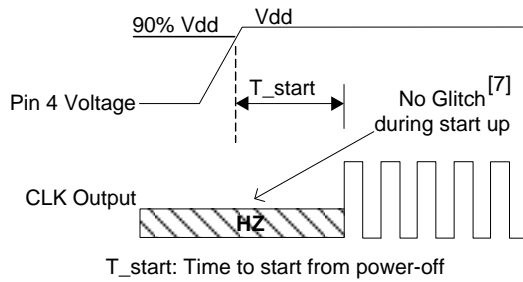 90% Vdd
Vdd
T_start
Pin 4 Voltage
No Glitch [7]
during start up
CLK Output
HZ
T_start: Time to start from power-off